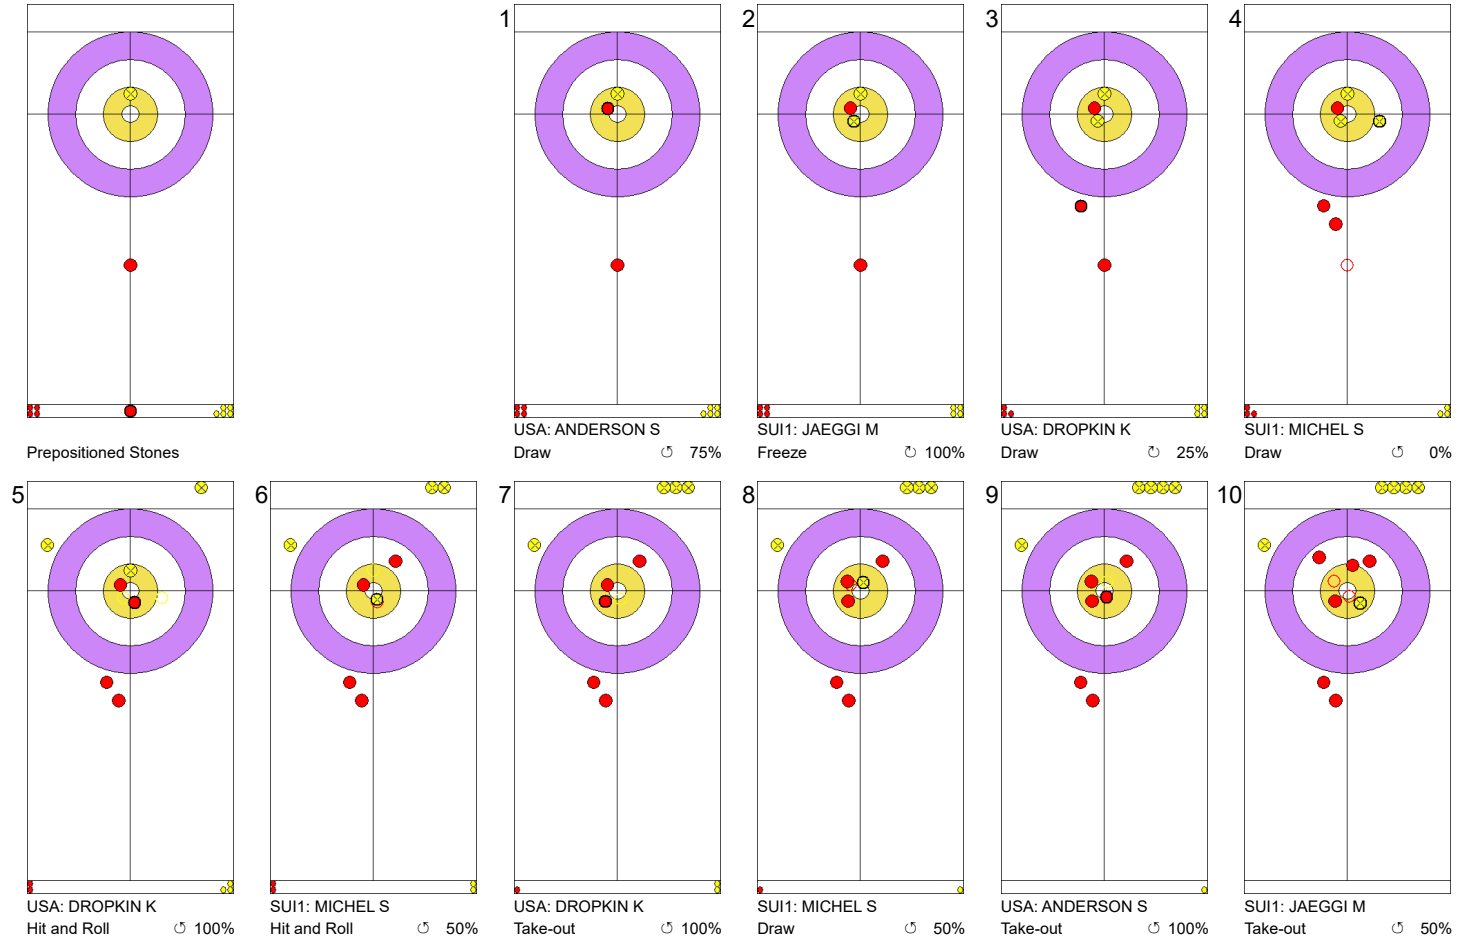 1
2
3
4
Prepositioned Stones
USA: ANDERSON S
Draw 75%
SUI1: JAEGGI M
Freeze 100%
USA: DROPKIN K
Draw 25%
SUI1: MICHEL S
Draw 0%
5
6
7
8
9
10
USA: DROPKIN K
Hit and Roll 100%
SUI1: MICHEL S
Hit and Roll 50%
USA: DROPKIN K
Take-out 100%
SUI1: MICHEL S
Draw 50%
USA: ANDERSON S
Take-out 100%
SUI1: JAEGGI M
Take-out 50%